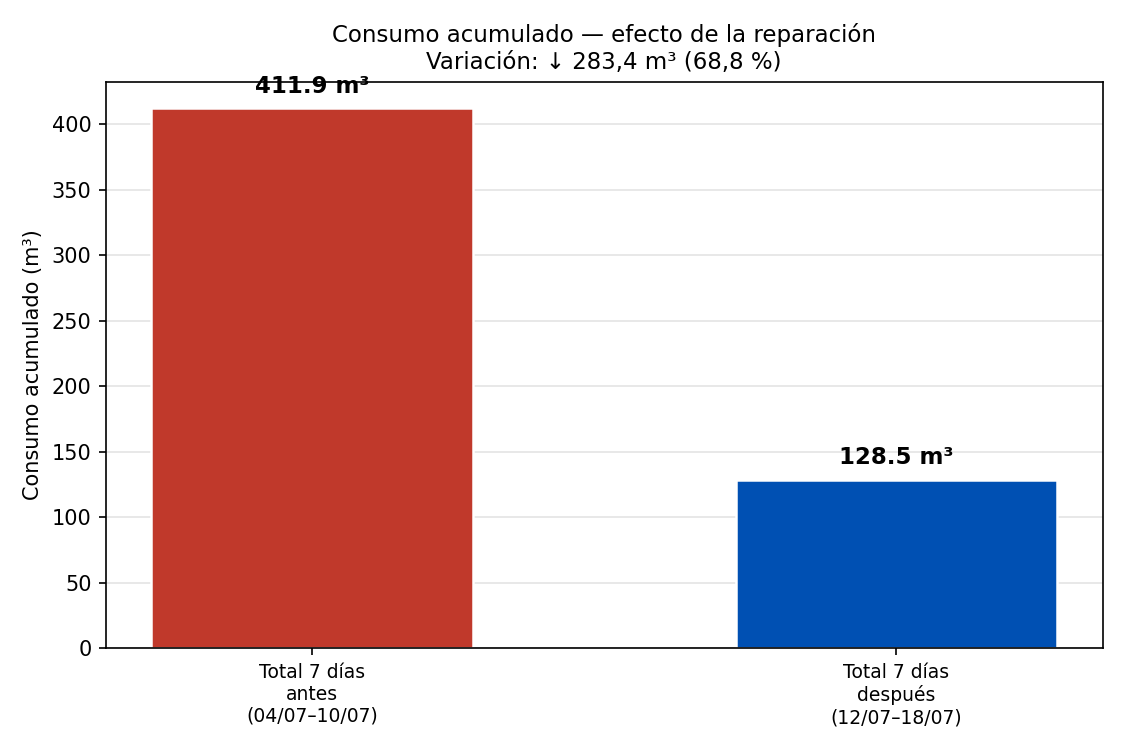 Consumo acumulado — efecto de la reparación
Variación: ↓ 283,4 m³ (68,8 %)
411.9 m³
400
350
300
250
200
150
100
50
0
Consumo acumulado (m³)
128.5 m³
Total 7 días
antes
(04/07–10/07)
Total 7 días
después
(12/07–18/07)